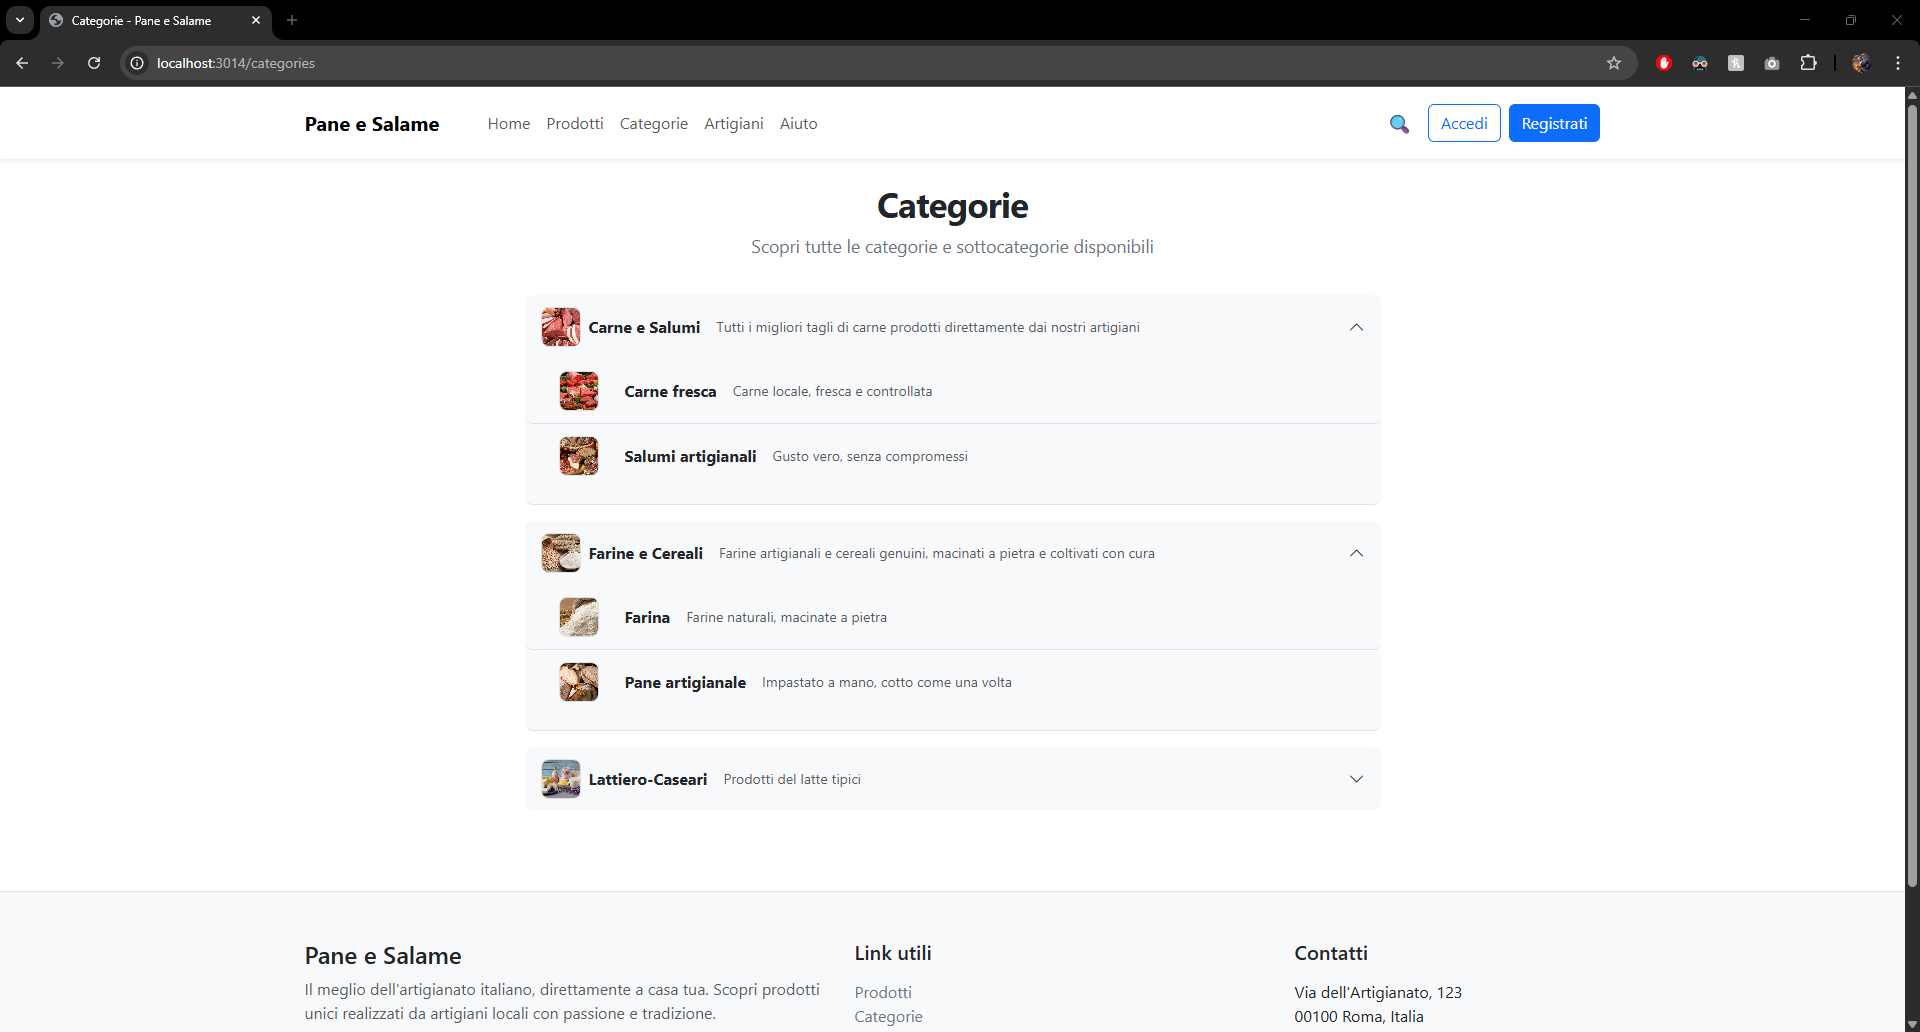 Categorie - Pane e Salame
localhost:3014/categories
Pane e Salame Home Prodotti Categorie Artigiani Aiuto Accedi Registrati
Categorie
Scopri tutte le categorie e sottocategorie disponibili
Carne e Salumi Tutti i migliori tagli di carne prodotti direttamente dai nostri artigiani
Carne fresca Carne locale, fresca e controllata
Salumi artigianali Gusto vero, senza compromessi
Farine e Cereali Farine artigianali e cereali genuini, macinati a pietra e coltivati con cura
Farina Farine naturali, macinate a pietra
Pane artigianale Impastato a mano, cotto come una volta
Lattiero-Caseari Prodotti del latte tipici
Pane e Salame
Il meglio dell'artigianato italiano, direttamente a casa tua. Scopri prodotti
unici realizzati da artigiani locali con passione e tradizione.
Link utili
Prodotti
Categorie
Contatti
Via dell'Artigianato, 123
00100 Roma, Italia